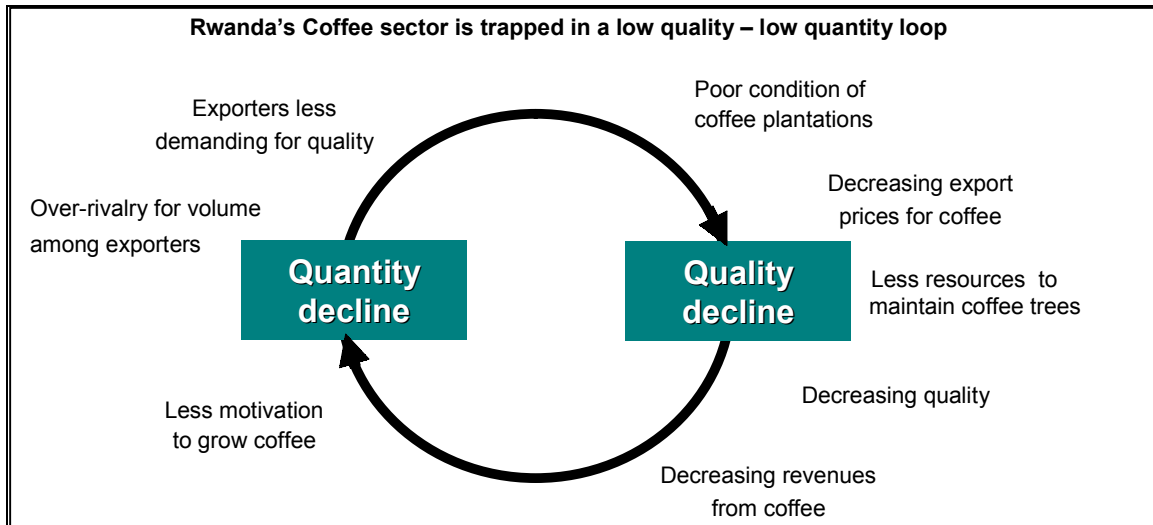 Rwanda's Coffee sector is trapped in a low quality – low quantity loop
Exporters less
demanding for quality
Poor condition of
coffee plantations
Over-rivalry for volume
among exporters
Decreasing export
prices for coffee
Quantity
decline
Quality
decline
Less resources to
maintain coffee trees
Less motivation
to grow coffee
Decreasing quality
Decreasing revenues
from coffee